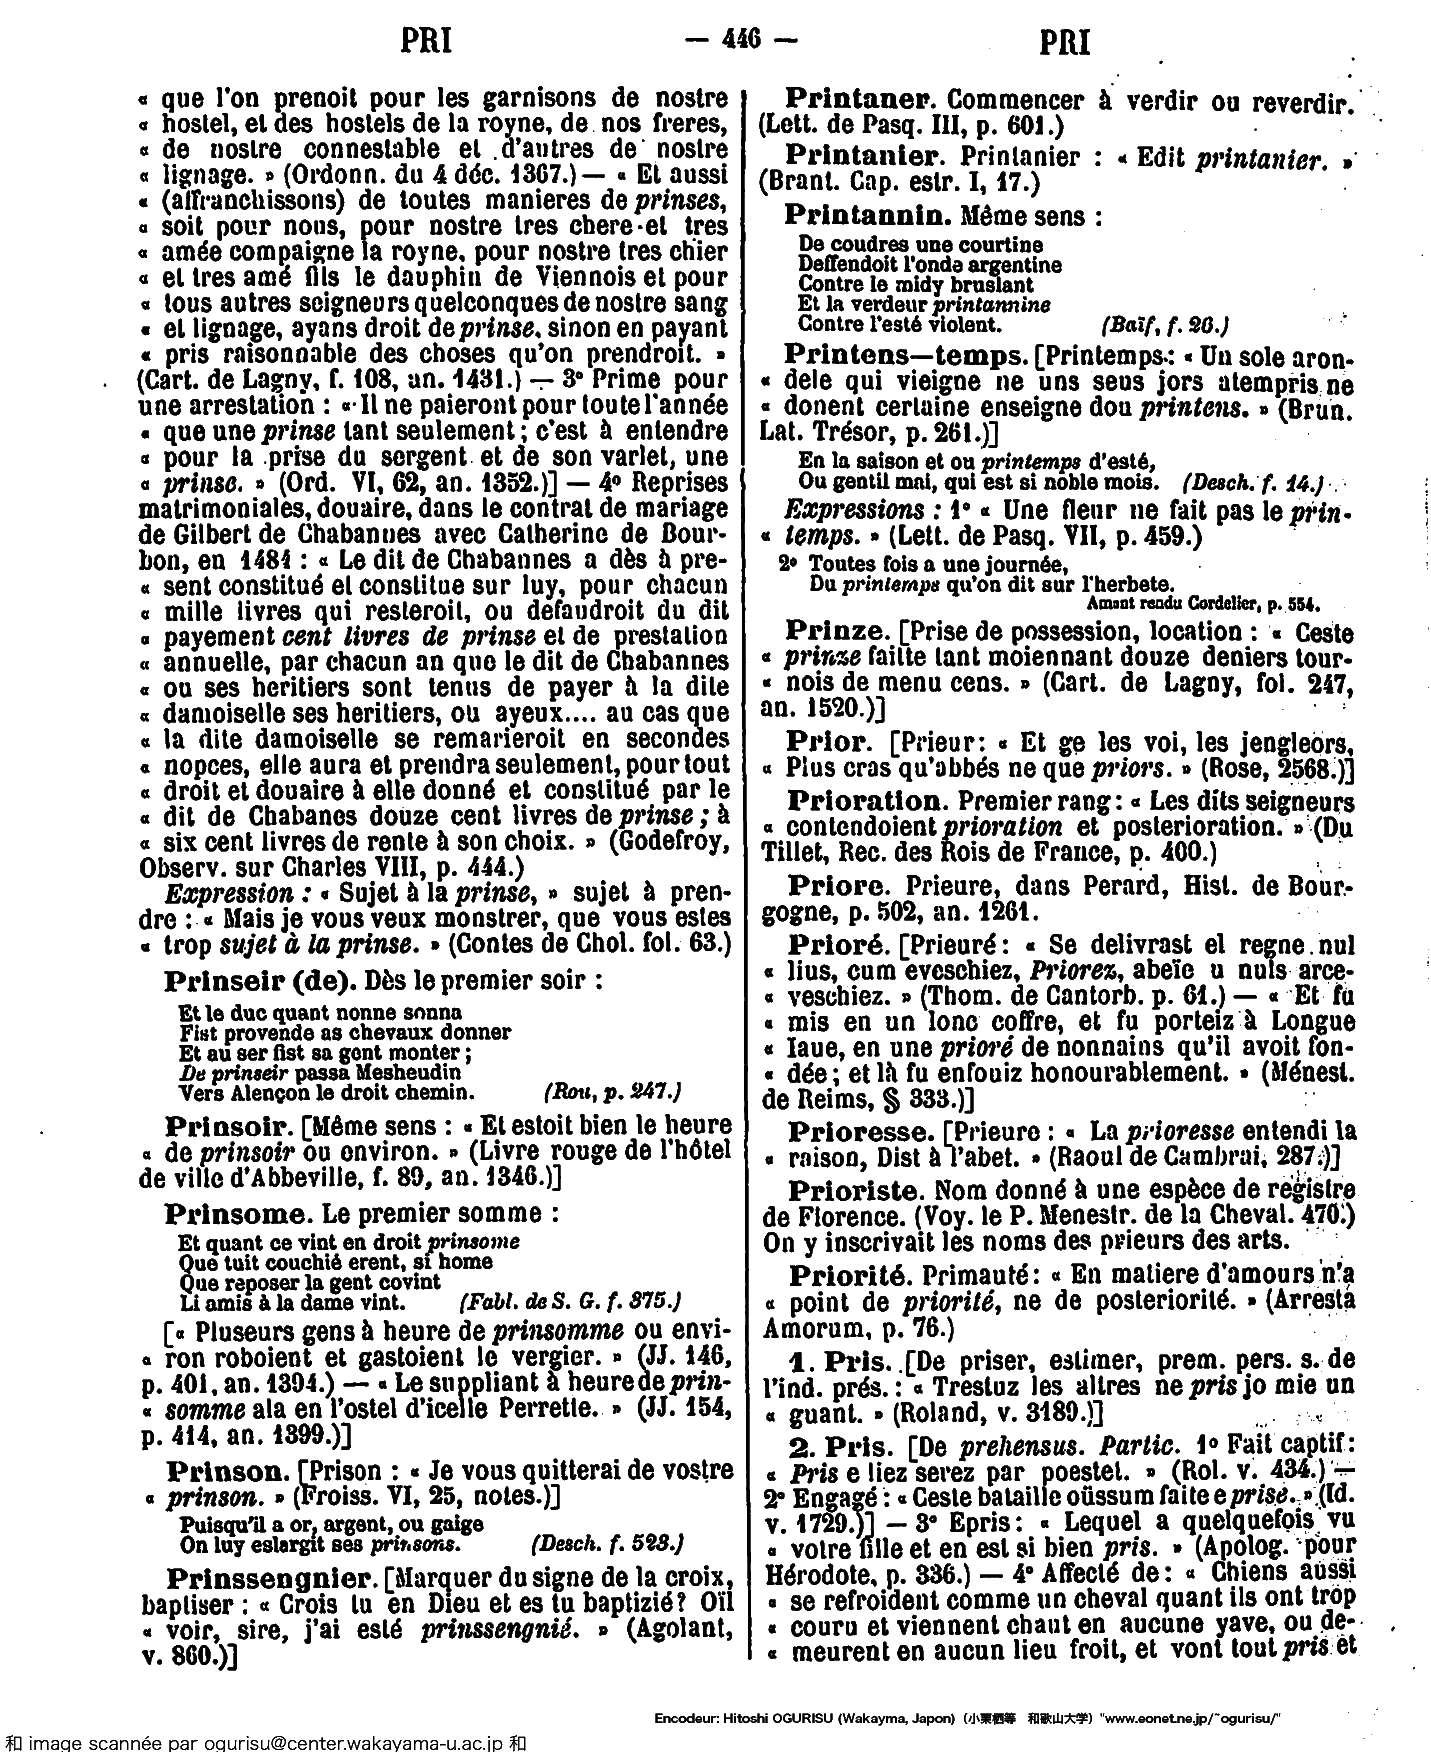 PRI — 446 — PRI
« que l'on prenoit pour les garnisons de nostre
« hostel, et des hostels de la royne, de nos freres,
« de nostre connestable et d'autres de nostre
« lignage. » (Ordonn. du 4 déc. 1367.) — « Et aussi
« (affranchissons) de toutes manieres de prinses,
« soit pour nous, pour nostre tres chere et tres
« amée compaigne la royne, pour nostre tres chier
« et tres amé fils le dauphin de Viennois et pour
« tous autres seigneurs quelconques de nostre sang
« et lignage, ayans droit de prinse, sinon en payant
« pris raisonnable des choses qu'on prendroit. »
(Cart. de Lagny, f. 108, an. 1431.) — 3° Prime pour
une arrestation : « Il ne paieront pour toute l'année
« que une prinse tant seulement ; c'est à entendre
« pour la prise du sergent et de son varlet, une
« prinse. » (Ord. VI, 62, an. 1352.)] — 4° Reprises
matrimoniales, douaire, dans le contrat de mariage
de Gilbert de Chabannes avec Catherine de Bour-
bon, en 1484 : « Le dit de Chabannes a dès à pre-
« sent constitué et constitue sur luy, pour chacun
« mille livres qui resteroit, ou defaudroit du dit
« payement cent livres de prinse et de prestation
« annuelle, par chacun an que le dit de Chabannes
« ou ses heritiers sont tenus de payer à la dite
« damoiselle ses heritiers, ou ayeux.... au cas que
« la dite damoiselle se remarieroit en secondes
« nopces, elle aura et prendra seulement, pour tout
« droit et douaire à elle donné et constitué par le
« dit de Chabanes douze cent livres de prinse ; à
« six cent livres de rente à son choix. » (Godefroy,
Observ. sur Charles VIII, p. 444.)
Expression : « Sujet à la prinse, » sujet à pren-
dre : « Mais je vous veux monstrer, que vous estes
« trop sujet à la prinse. » (Contes de Chol. fol. 63.)
Prinseir (de). Dès le premier soir :
Et le duc quant nonne sonna
Fist provende as chevaux donner
Et au ser fist sa gent monter ;
De prinseir passa Mesheudin
Vers Alençon le droit chemin. (Rou, p. 247.)
Prinsoir. [Même sens : « Et estoit bien le heure
« de prinsoir ou environ. » (Livre rouge de l'hôtel
de ville d'Abbeville, f. 89, an. 1346.)]
Prinsome. Le premier somme :
Et quant ce vint en droit prinsome
Que tuit couchié erent, si home
Que reposer la gent covint
Li amis à la dame vint. (Fabl. de S. G. f. 375.)
[« Pluseurs gens à heure de prinsomme ou envi-
« ron roboient et gastoient le vergier. » (JJ. 146,
p. 401, an. 1394.) — « Le suppliant à heure de prin-
« somme ala en l'ostel d'icelle Perrette. » (JJ. 154,
p. 414, an. 1399.)]
Prinson. [Prison : « Je vous quitterai de vostre
« prinson. » (Froiss. VI, 25, notes.)]
Puisqu'il a or, argent, ou gaige
On luy eslargit ses prinsons. (Desch. f. 523.)
Prinssengnier. [Marquer du signe de la croix,
baptiser : « Crois tu en Dieu et es tu baptizié? Oïl
« voir, sire, j'ai esté prinssengnié. » (Agolant,
v. 860.)]
Printaner. Commencer à verdir ou reverdir.
(Lett. de Pasq. III, p. 601.)
Printanier. Printanier : « Edit printanier. »
(Brant. Cap. estr. I, 17.)
Printannin. Même sens :
De coudres une courtine
Deffendoit l'onde argentine
Contre le midy bruslant
Et la verdeur printannine
Contre l'esté violent. (Baïf, f. 26.)
Printens—temps. [Printemps : « Un sole aron-
« dele qui vieigne ne uns seus jors atempris ne
« donent certaine enseigne dou printens. » (Brun.
Lat. Trésor, p. 261.)]
En la saison et ou printemps d'esté,
Ou gentil mai, qui est si noble mois. (Desch. f. 14.)
Expressions : 1° « Une fleur ne fait pas le prin-
« temps. » (Lett. de Pasq. VII, p. 459.)
2° Toutes fois a une journée,
Du printemps qu'on dit sur l'herbete.
Amant rendu Cordelier, p. 554.
Prinze. [Prise de possession, location : « Ceste
« prinze faitte tant moiennant douze deniers tour-
« nois de menu cens. » (Cart. de Lagny, fol. 247,
an. 1520.)]
Prior. [Prieur : « Et ge les voi, les jengleors,
« Plus cras qu'abbés ne que priors. » (Rose, 2568.)]
Prioration. Premier rang : « Les dits seigneurs
« contendoient prioration et posterioration. » (Du
Tillet, Rec. des Rois de France, p. 400.)
Priore. Prieure, dans Perard, Hist. de Bour-
gogne, p. 502, an. 1261.
Prioré. [Prieuré : « Se delivrast el regne nul
« lius, cum eveschiez, Priorez, abeïe u nuls arce-
« veschiez. » (Thom. de Cantorb. p. 61.) — « Et fu
« mis en un lonc coffre, et fu porteiz à Longue
« Iaue, en une prioré de nonnains qu'il avoit fon-
« dée ; et là fu enfouiz honourablement. » (Ménest.
de Reims, § 333.)]
Prioresse. [Prieure : « La prioresse entendi la
« raison, Dist à l'abet. » (Raoul de Cambrai, 287.)]
Prioriste. Nom donné à une espèce de registre
de Florence. (Voy. le P. Menestr. de la Cheval. 470.)
On y inscrivait les noms des prieurs des arts.
Priorité. Primauté : « En matiere d'amours n'a
« point de priorité, ne de posteriorité. » (Arresta
Amorum, p. 76.)
1. Pris. [De priser, estimer, prem. pers. s. de
l'ind. prés. : « Trestuz les altres ne pris jo mie un
« guant. » (Roland, v. 3189.)]
2. Pris. [De prehensus. Partic. 1° Fait captif :
« Pris e liez serez par poestet. » (Rol. v. 434.) —
2° Engagé : « Ceste bataille oüssum faite e prise. » (Id.
v. 1729.)] — 3° Epris : « Lequel a quelquefois vu
« votre fille et en est si bien pris. » (Apolog. pour
Hérodote, p. 336.) — 4° Affecté de : « Chiens aussi
« se refroident comme un cheval quant ils ont trop
« couru et viennent chaut en aucune yave, ou de-
« meurent en aucun lieu froit, et vont tout pris et
Encodeur: Hitoshi OGURISU (Wakayma, Japon) (小栗栖等 和歌山大学) "www.eonet.ne.jp/~ogurisu/"
和 image scannée par ogurisu@center.wakayama-u.ac.jp 和